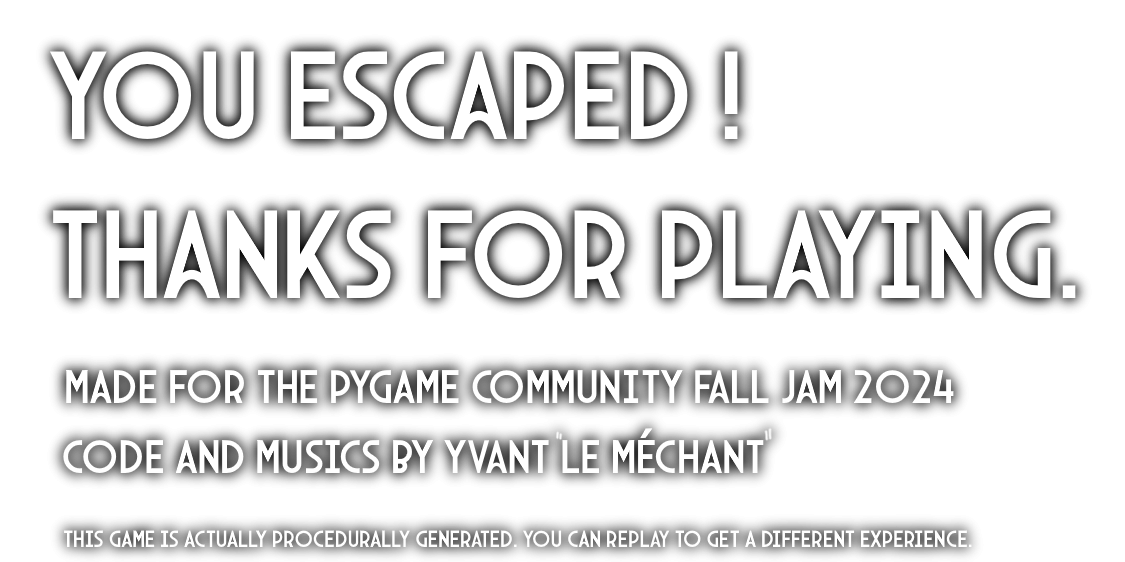 YOU ESCAPED !
THANKS FOR PLAYING.
MADE FOR THE PYGAME COMMUNITY FALL JAM 2024
CODE AND MUSICS BY YVANT "LE MÉCHANT"
THIS GAME IS ACTUALLY PROCEDURALLY GENERATED. YOU CAN REPLAY TO GET A DIFFERENT EXPERIENCE.